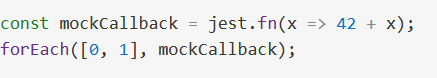 const mockCallback = jest.fn(x => 42 + x);
forEach([0, 1], mockCallback);